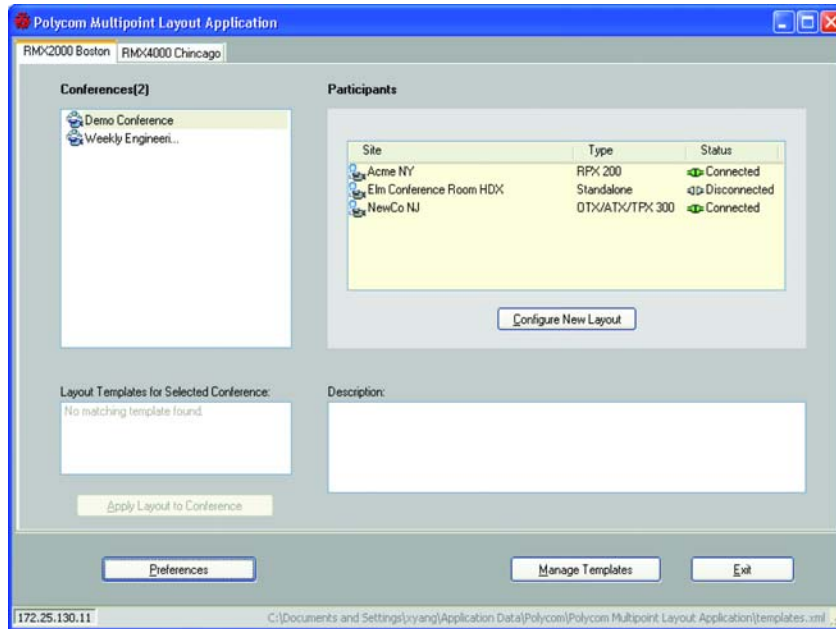 Polycom Multipoint Layout Application
RMX2000 Boston RMX4000 Chincago
Conferences(2)
Participants
Demo Conference
Weekly Engineeri...
Site Type Status
Acme NY RPX 200 Connected
Elm Conference Room HDX Standalone Disconnected
NewCo NJ OTX/ATX/TPX 300 Connected
Configure New Layout
Layout Templates for Selected Conference:
No matching template found.
Description:
Apply Layout to Conference
Preferences
Manage Templates
Exit
172.25.130.11
C:\Documents and Settings\xyang\Application Data\Polycom\Polycom Multipoint Layout Application\templates.xml